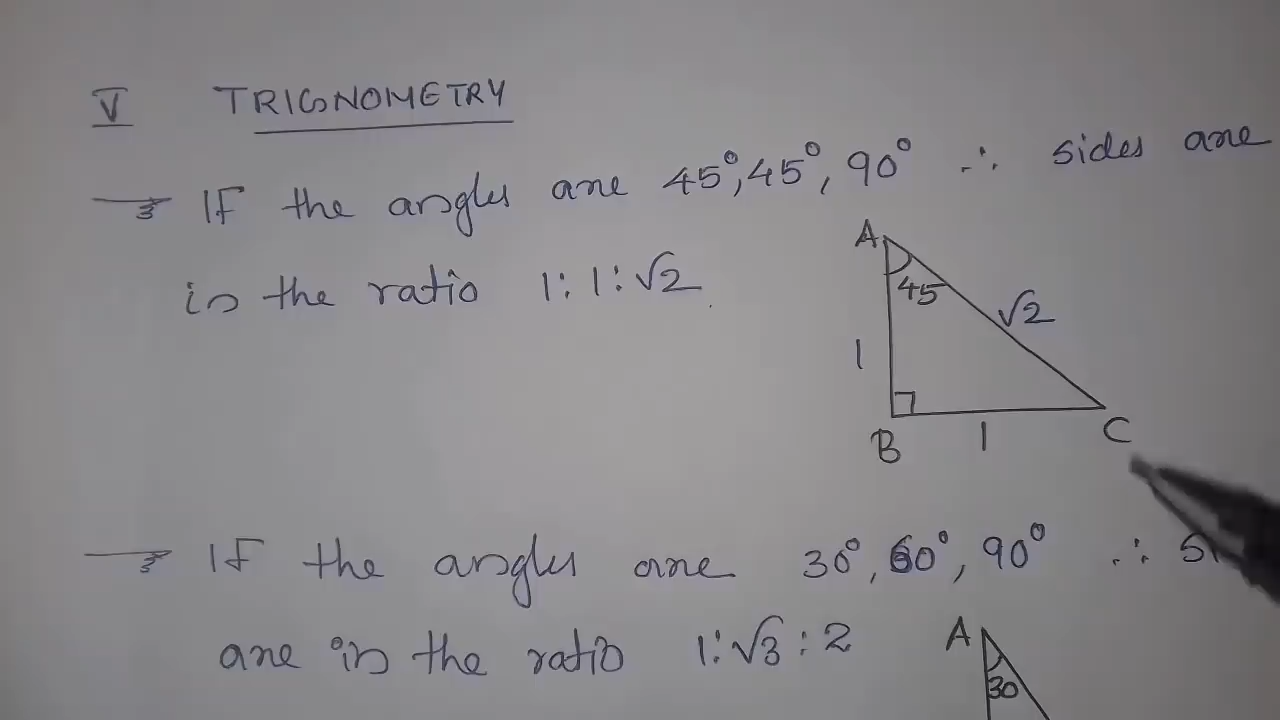 V TRIGNOMETRY
→ IF the angles are 45°, 45°, 90° ∴ sides are
in the ratio 1:1:√2
A
45
√2
1
B
1
C
→ IF the angles are 30°, 60°, 90° ∴
are in the ratio 1:√3:2
A
30